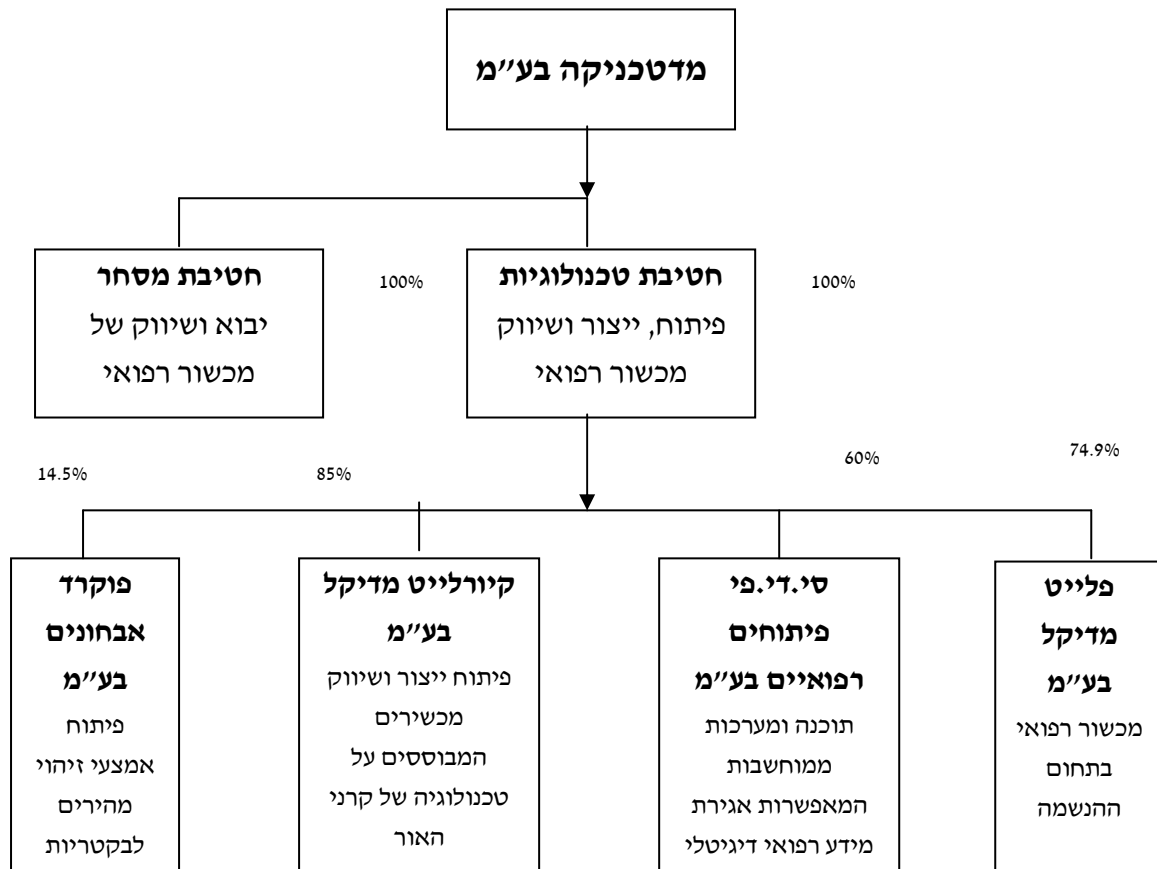 מדטכניקה בע״מ
חטיבת טכנולוגיות
פיתוח, ייצור ושיווק
מכשור רפואי
100%
חטיבת מסחר
יבוא ושיווק של
מכשור רפואי
100%
74.9%
60%
85%
14.5%
פלייט
מדיקל
בע״מ
מכשור רפואי
בתחום
ההנשמה
סי.די.פי
פיתוחים
רפואיים בע״מ
תוכנה ומערכות
ממוחשבות
המאפשרות אגירת
מידע רפואי דיגיטלי
קיורלייט מדיקל
בע״מ
פיתוח ייצור ושיווק
מכשירים
המבוססים על
טכנולוגיה של קרני
האור
פוקרד
אבחונים
בע״מ
פיתוח
אמצעי זיהוי
מהירים
לבקטריות